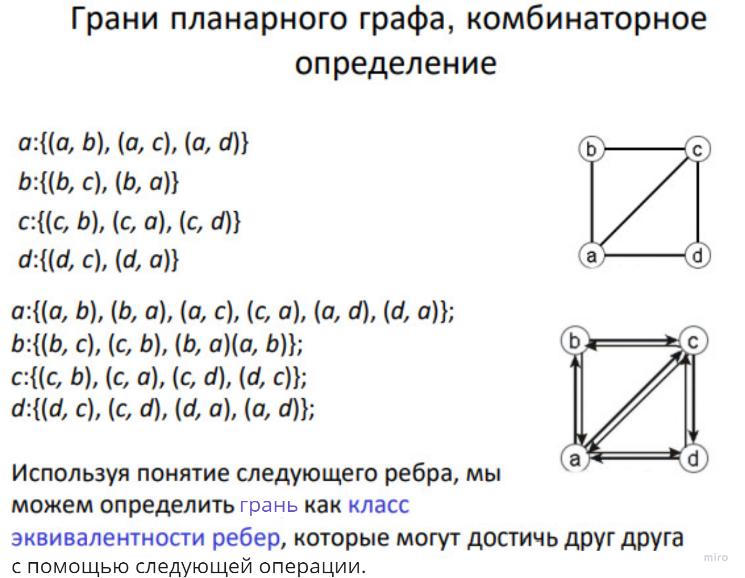 Грани планарного графа, комбинаторное
определение
a:{(a, b), (a, c), (a, d)}
b:{(b, c), (b, a)}
c:{(c, b), (c, a), (c, d)}
d:{(d, c), (d, a)}
b
c
a
d
a:{(a, b), (b, a), (a, c), (c, a), (a, d), (d, a)};
b:{(b, c), (c, b), (b, a)(a, b)};
c:{(c, b), (c, a), (c, d), (d, c)};
d:{(d, c), (c, d), (d, a), (a, d)};
b
c
a
d
Используя понятие следующего ребра, мы
можем определить грань как класс
эквивалентности ребер, которые могут достичь друг друга
с помощью следующей операции.
miro